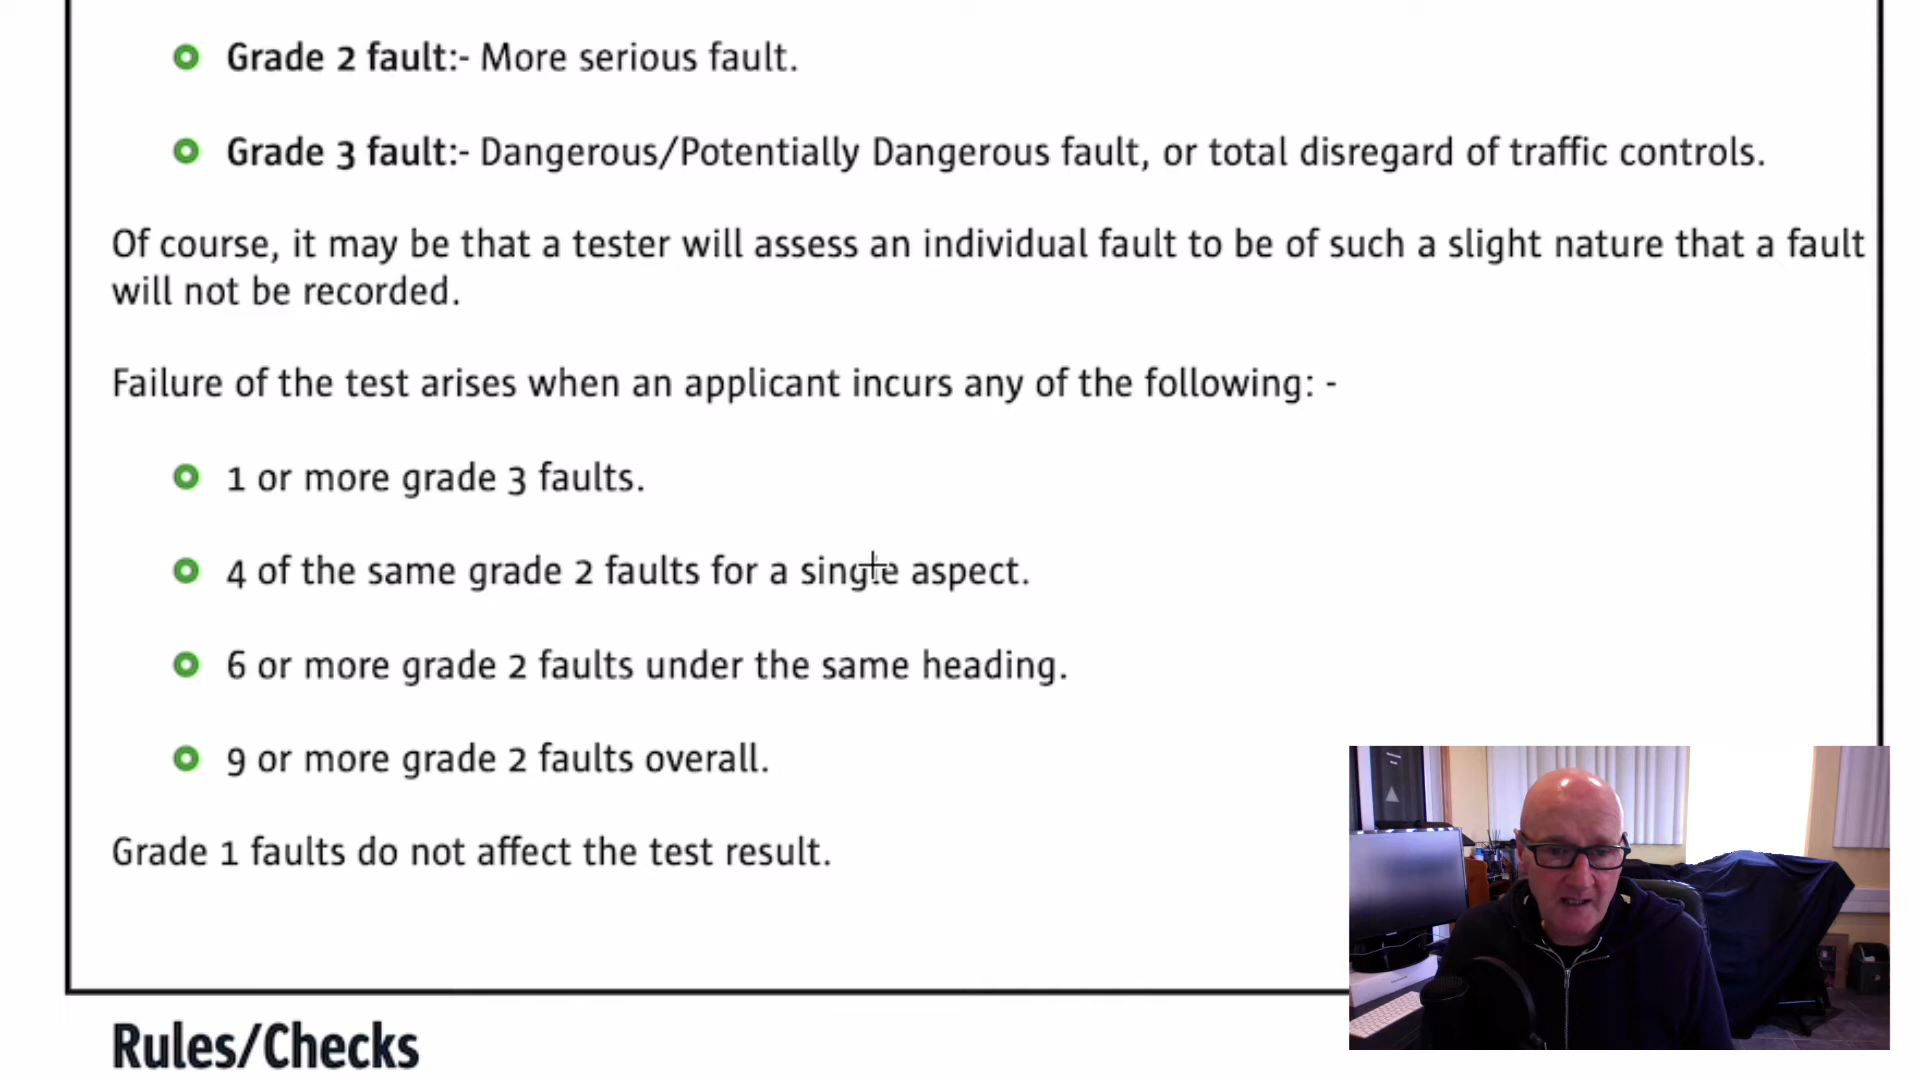 Grade 2 fault:- More serious fault.
Grade 3 fault:- Dangerous/Potentially Dangerous fault, or total disregard of traffic controls.
Of course, it may be that a tester will assess an individual fault to be of such a slight nature that a fault
will not be recorded.
Failure of the test arises when an applicant incurs any of the following: -
1 or more grade 3 faults.
4 of the same grade 2 faults for a single aspect.
6 or more grade 2 faults under the same heading.
9 or more grade 2 faults overall.
Grade 1 faults do not affect the test result.
Rules/Checks